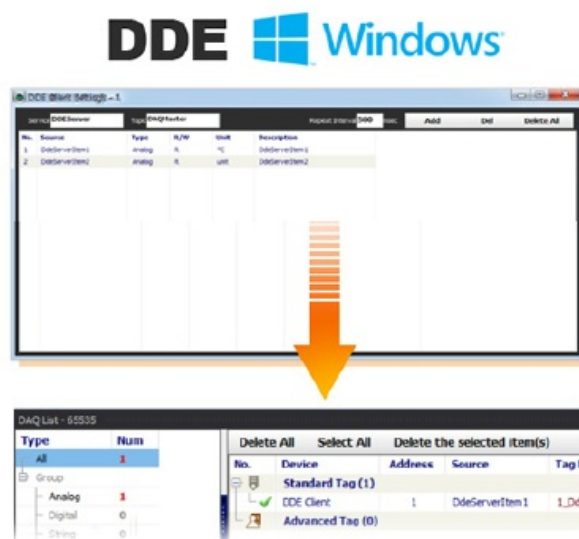 DDE Windows
DDE Client Settings - 1
Service DDEServer Topic DAQMaster Repeat Interval msec Add Del Delete All
No. Source Type R/W Unit Description
1 DdeServerItem1 Analog R °C DdeServerItem1
2 DdeServerItem2 Analog R unit DdeServerItem2
DAQ List - 65535
Type Num
All 1
Group
Analog 1
Digital 0
String 0
Delete All Select All Delete the selected item(s)
No. Device Address Source Tag
Standard Tag (1)
DDE Client 1 DdeServerItem1 1_Dd
Advanced Tag (0)